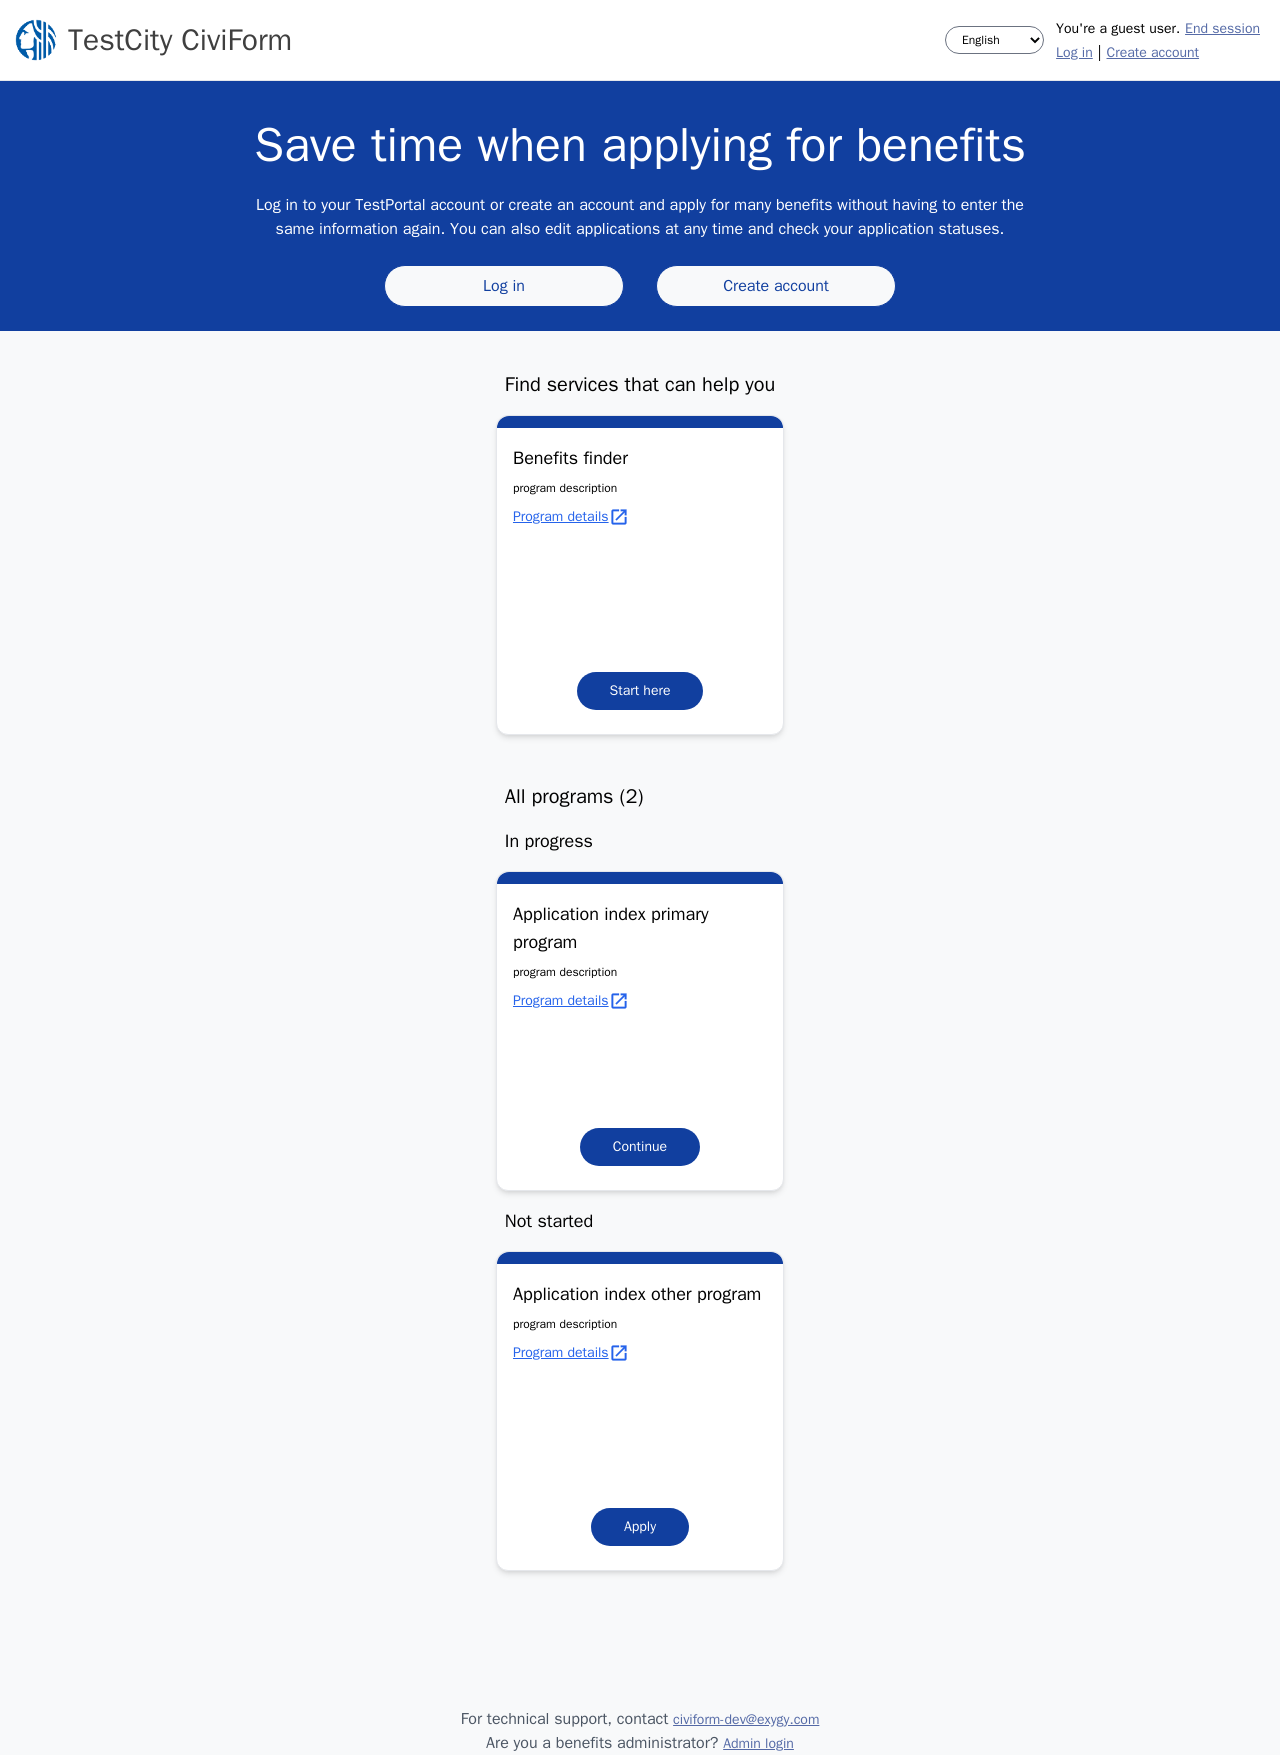 TestCity CiviForm
English
You're a guest user. End session
Log in | Create account
Save time when applying for benefits
Log in to your TestPortal account or create an account and apply for many benefits without having to enter the
same information again. You can also edit applications at any time and check your application statuses.
Log in
Create account
Find services that can help you
Benefits finder
program description
Program details
Start here
All programs (2)
In progress
Application index primary
program
program description
Program details
Continue
Not started
Application index other program
program description
Program details
Apply
For technical support, contact civiform-dev@exygy.com
Are you a benefits administrator? Admin login